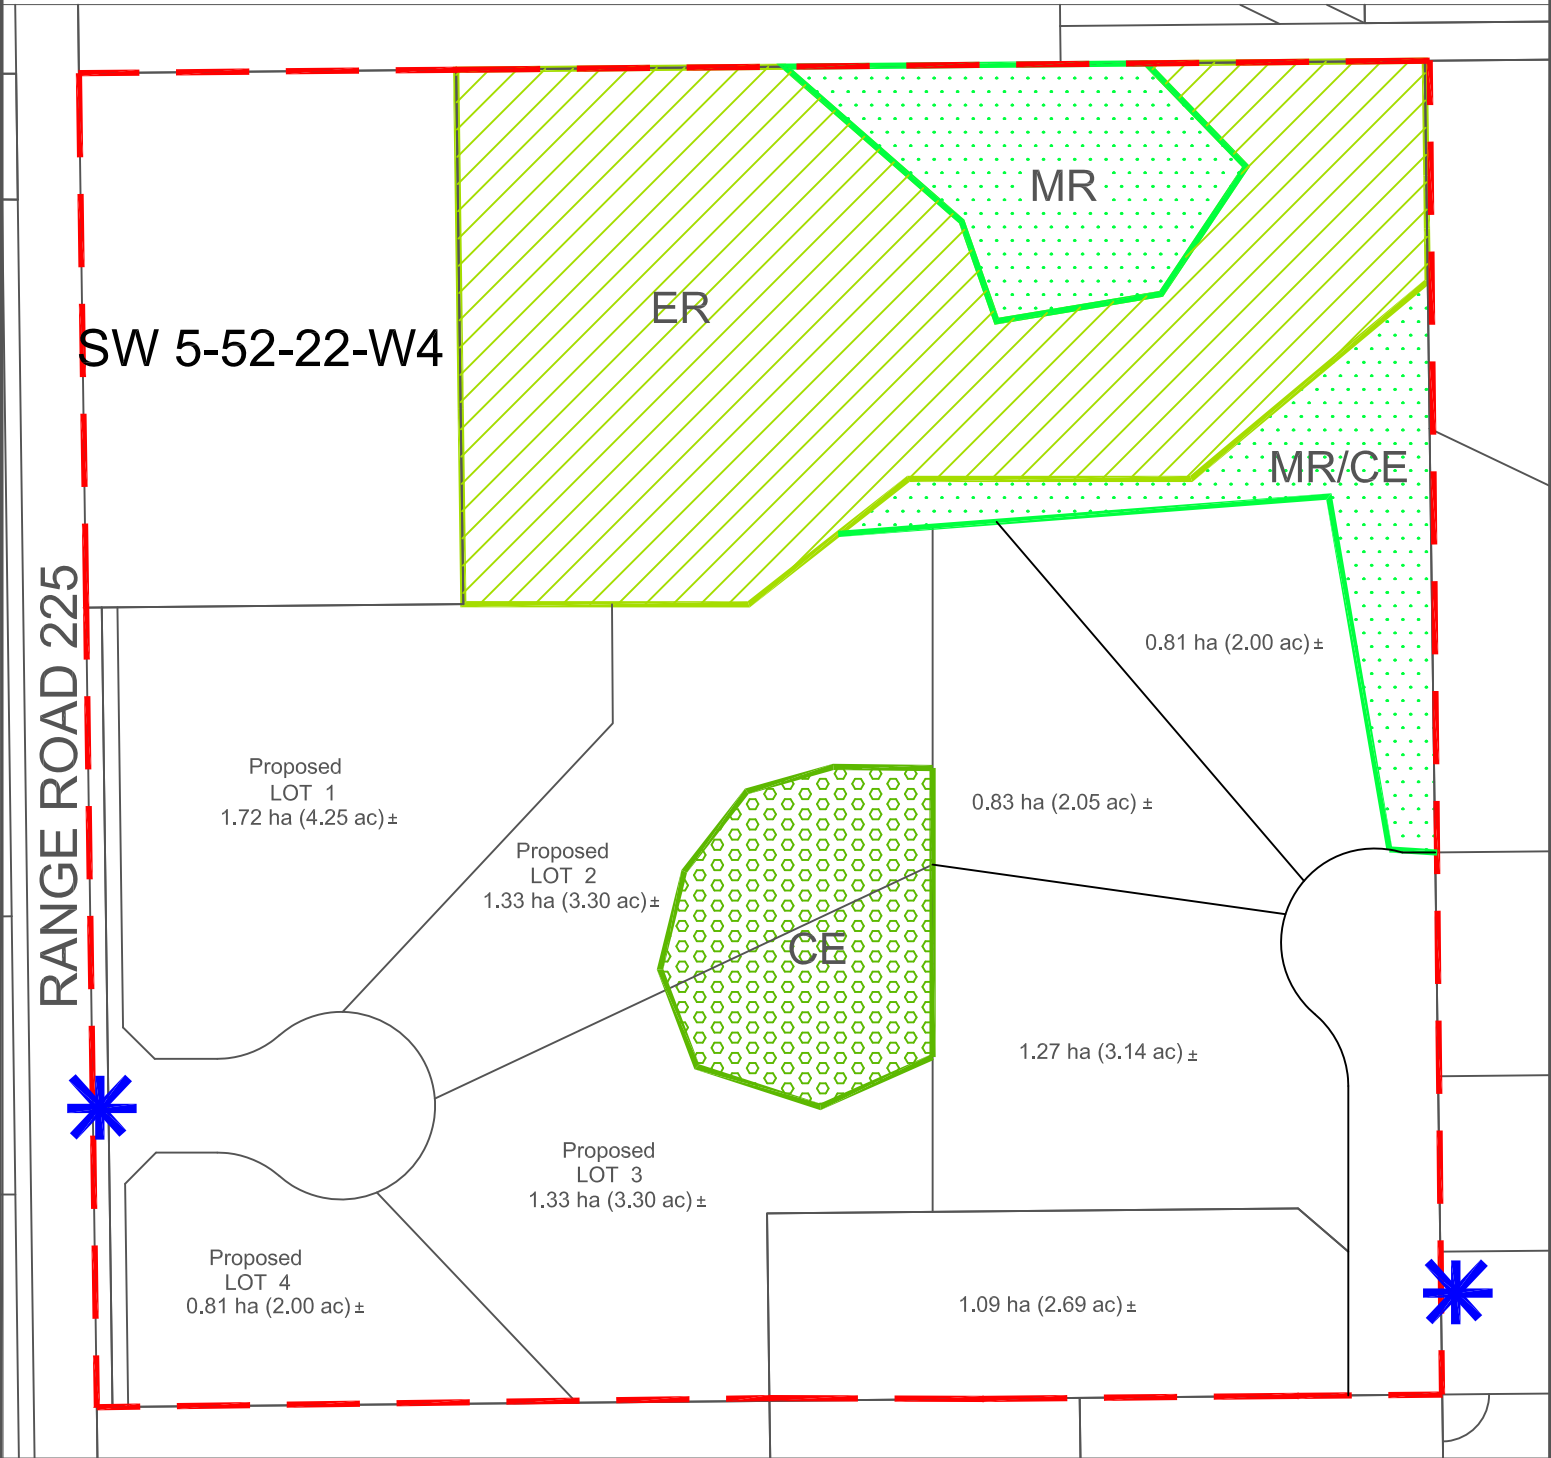 MR
ER
SW 5-52-22-W4
MR/CE
RANGE ROAD 225
0.81 ha (2.00 ac)±
Proposed
LOT 1
1.72 ha (4.25 ac)±
0.83 ha (2.05 ac) ±
Proposed
LOT 2
1.33 ha (3.30 ac)±
CE
1.27 ha (3.14 ac) ±
Proposed
LOT 3
1.33 ha (3.30 ac)±
Proposed
LOT 4
0.81 ha (2.00 ac)±
1.09 ha (2.69 ac)±